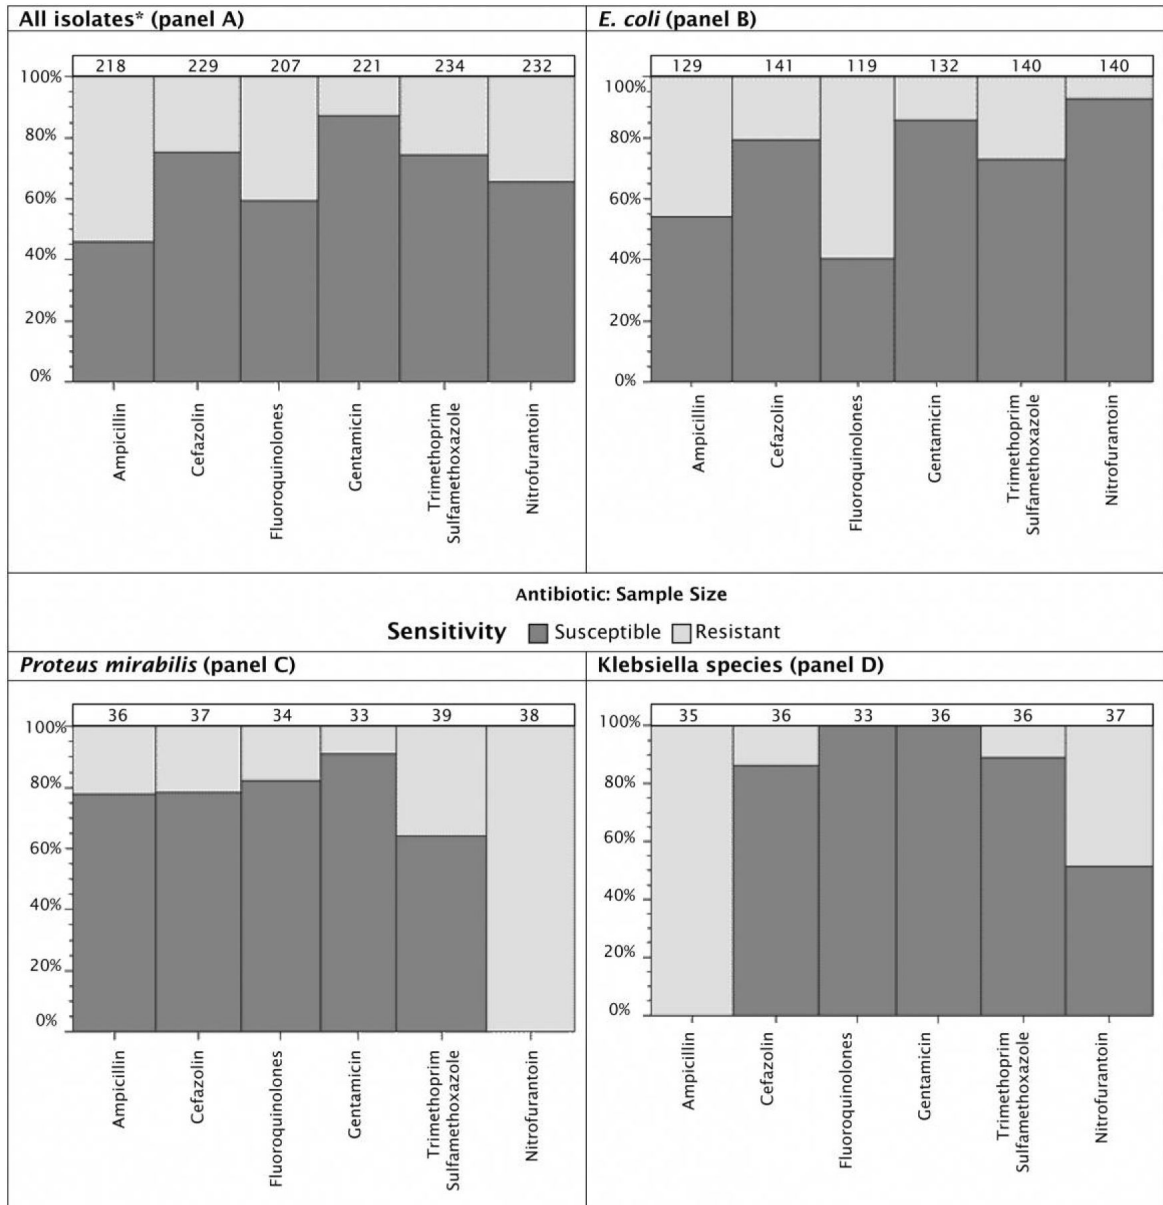 All isolates* (panel A)
218 229 207 221 234 232
100%
80%
60%
40%
20%
0%
Ampicillin
Cefazolin
Fluoroquinolones
Gentamicin
Trimethoprim
Sulfamethoxazole
Nitrofurantoin
E. coli (panel B)
129 141 119 132 140 140
100%
80%
60%
40%
20%
0%
Ampicillin
Cefazolin
Fluoroquinolones
Gentamicin
Trimethoprim
Sulfamethoxazole
Nitrofurantoin
Antibiotic: Sample Size
Sensitivity Susceptible Resistant
Proteus mirabilis (panel C)
36 37 34 33 39 38
100%
80%
60%
40%
20%
0%
Ampicillin
Cefazolin
Fluoroquinolones
Gentamicin
Trimethoprim
Sulfamethoxazole
Nitrofurantoin
Klebsiella species (panel D)
35 36 33 36 36 37
100%
80%
60%
40%
20%
0%
Ampicillin
Cefazolin
Fluoroquinolones
Gentamicin
Trimethoprim
Sulfamethoxazole
Nitrofurantoin